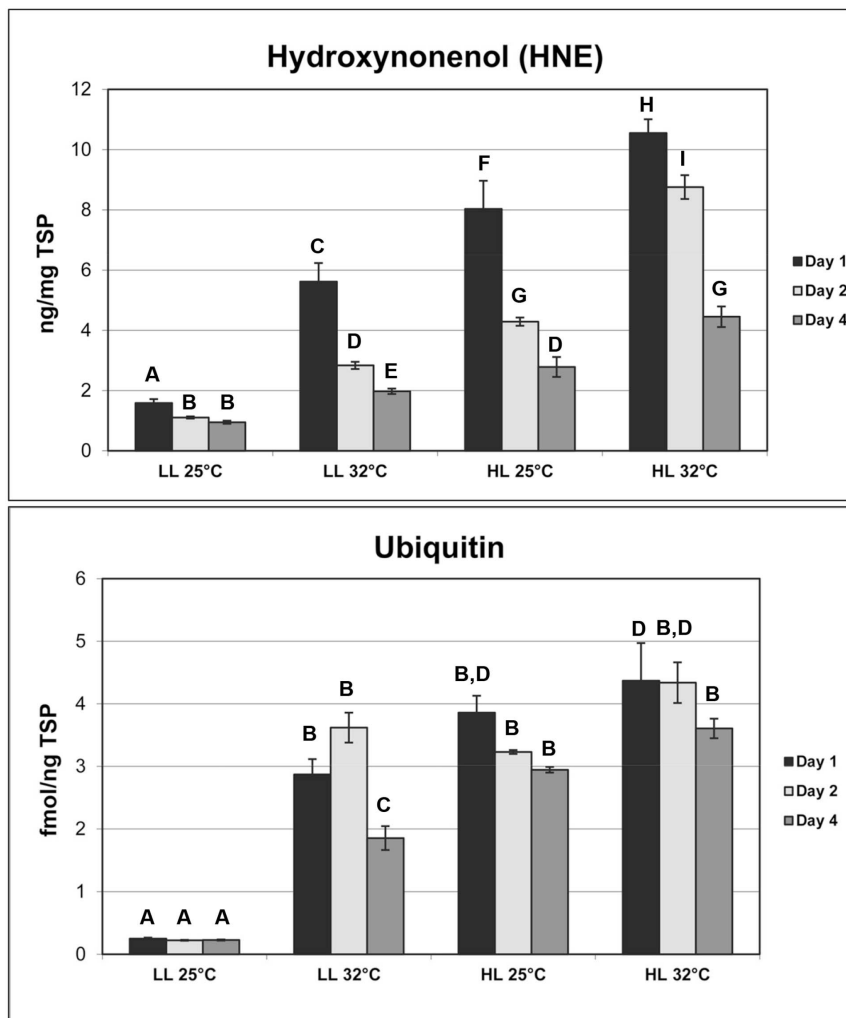 Hydroxynonenol (HNE)
12
10
8
6
4
2
0
ng/mg TSP
A
B
B
C
D
E
F
G
D
H
I
G
LL 25°C
LL 32°C
HL 25°C
HL 32°C
Day 1
Day 2
Day 4
Ubiquitin
6
5
4
3
2
1
0
fmol/ng TSP
A
A
A
B
B
C
B,D
B
B
D
B,D
B
LL 25°C
LL 32°C
HL 25°C
HL 32°C
Day 1
Day 2
Day 4